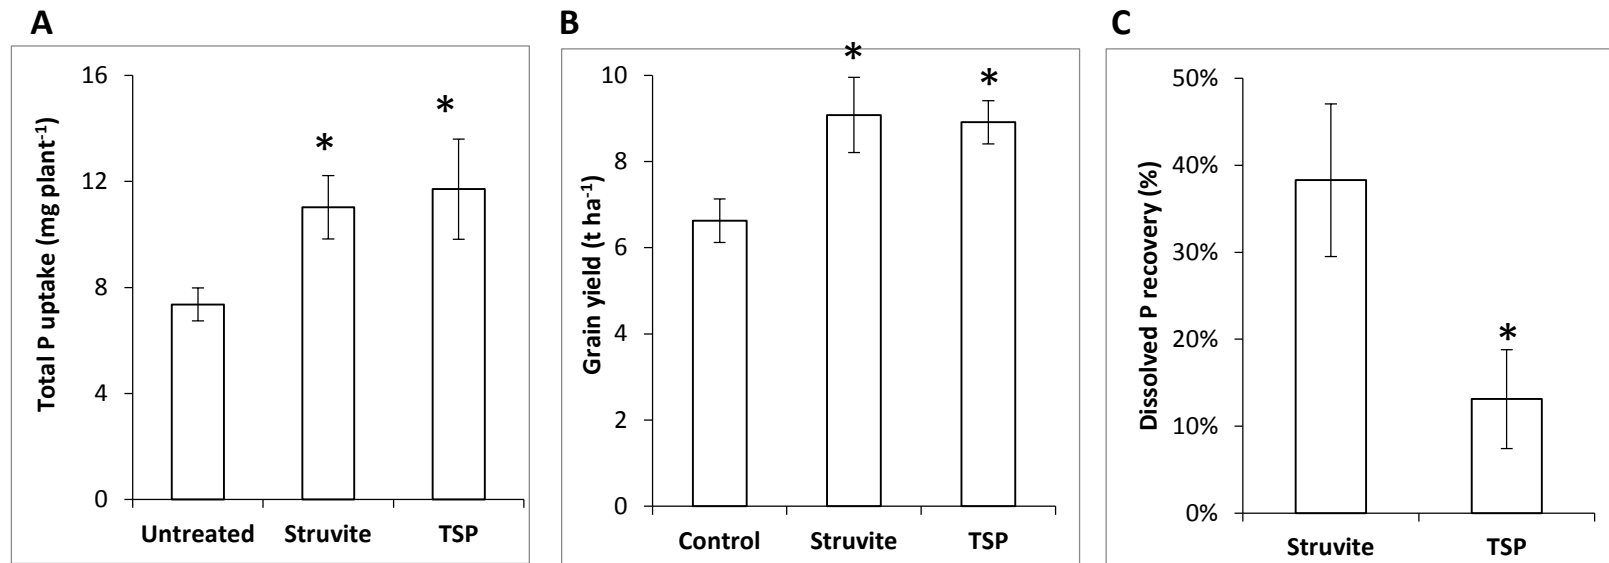 A
Total P uptake (mg plant⁻¹)
16
12
8
4
0
*
*
Untreated Struvite TSP
B
Grain yield (t ha⁻¹)
10
8
6
4
2
0
*
*
Control Struvite TSP
C
Dissolved P recovery (%)
50%
40%
30%
20%
10%
0%
*
Struvite TSP